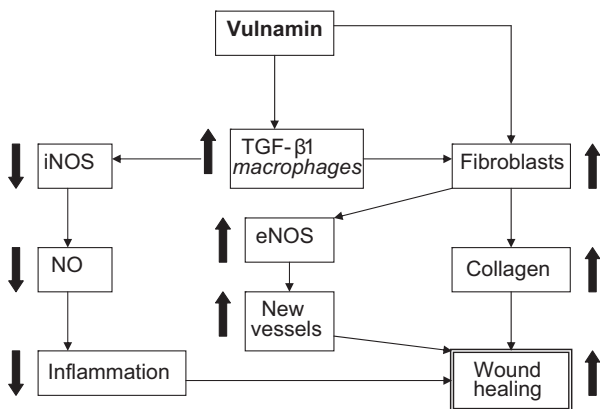 Vulnamin
TGF-β1
macrophages
iNOS
Fibroblasts
eNOS
NO
Collagen
New
vessels
Inflammation
Wound
healing